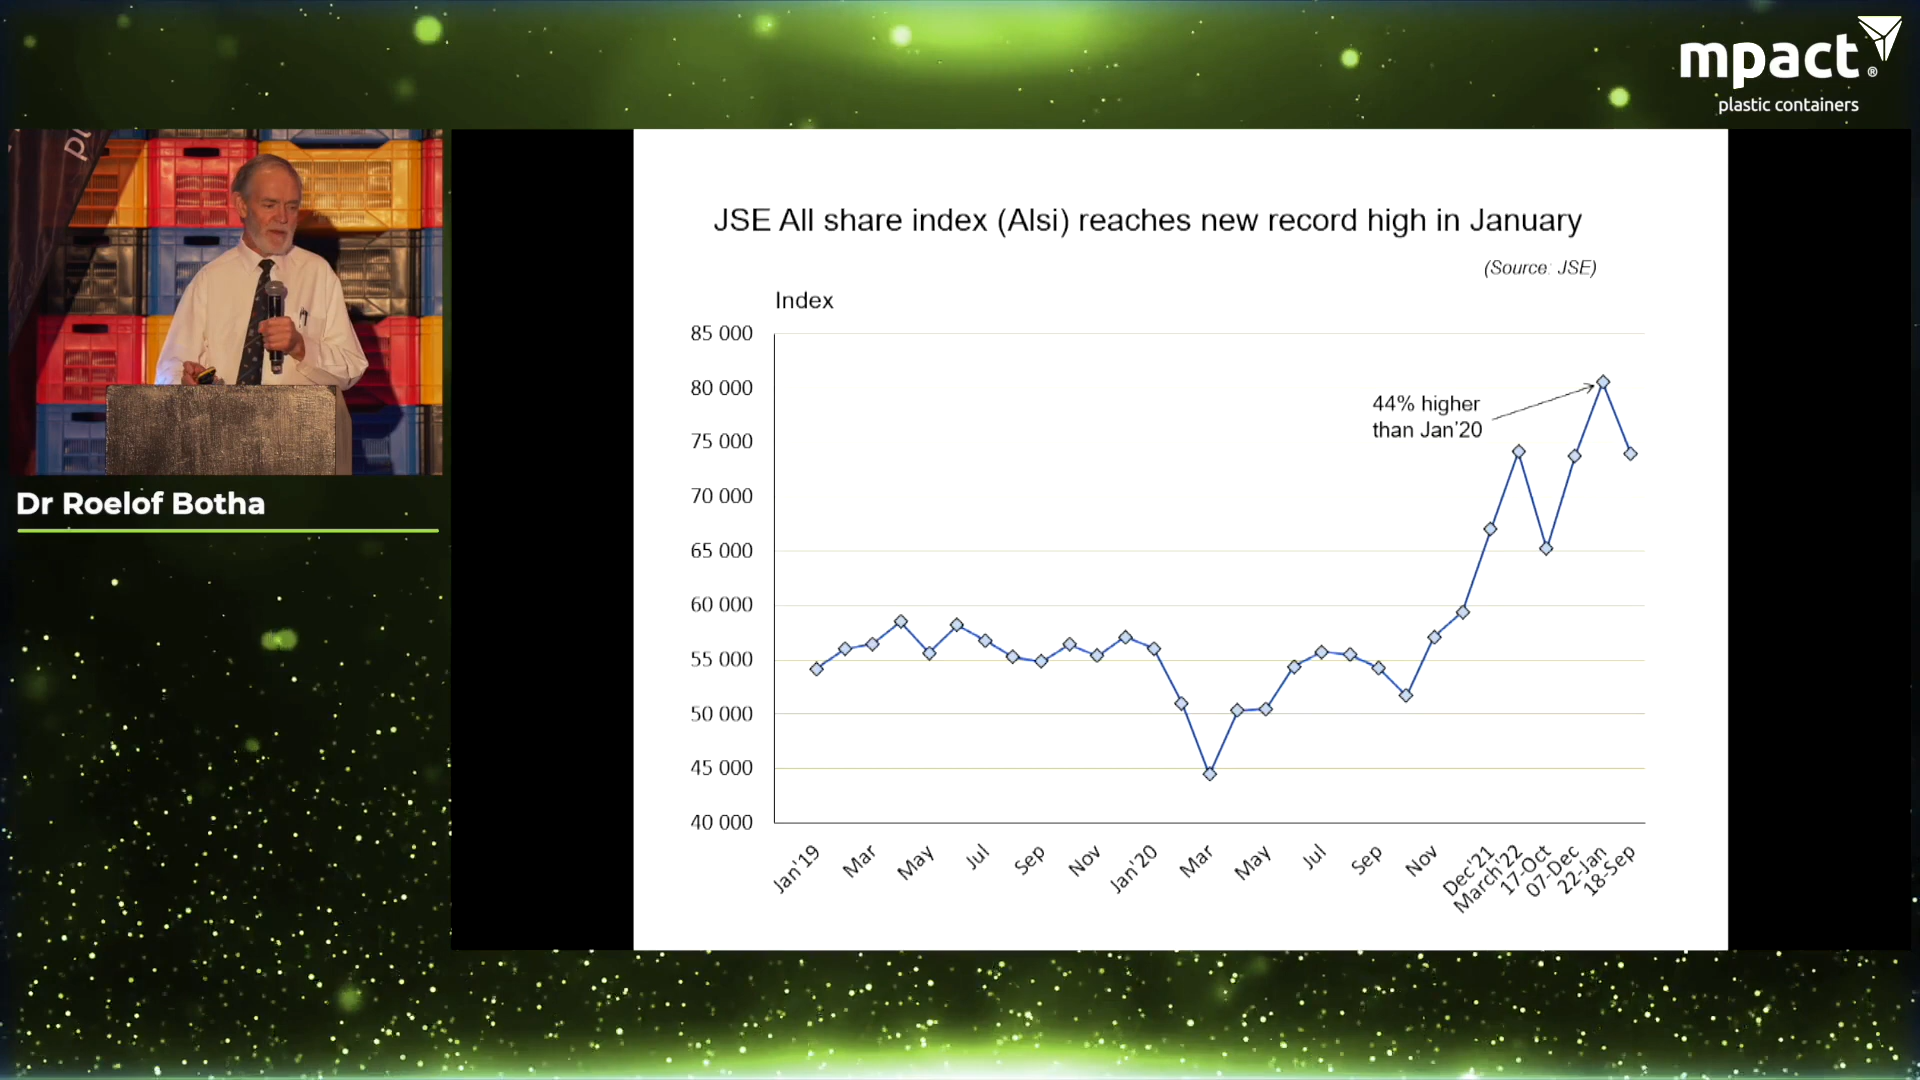 mpact®
plastic containers
pl
Dr Roelof Botha
JSE All share index (Alsi) reaches new record high in January
(Source: JSE)
Index
85 000
80 000
75 000
70 000
65 000
60 000
55 000
50 000
45 000
40 000
44% higher
than Jan'20
Jan'19
Mar
May
Jul
Sep
Nov
Jan'20
Mar
May
Jul
Sep
Nov
Dec'21
March'22
17-Oct
07-Dec
22-Jan
18-Sep